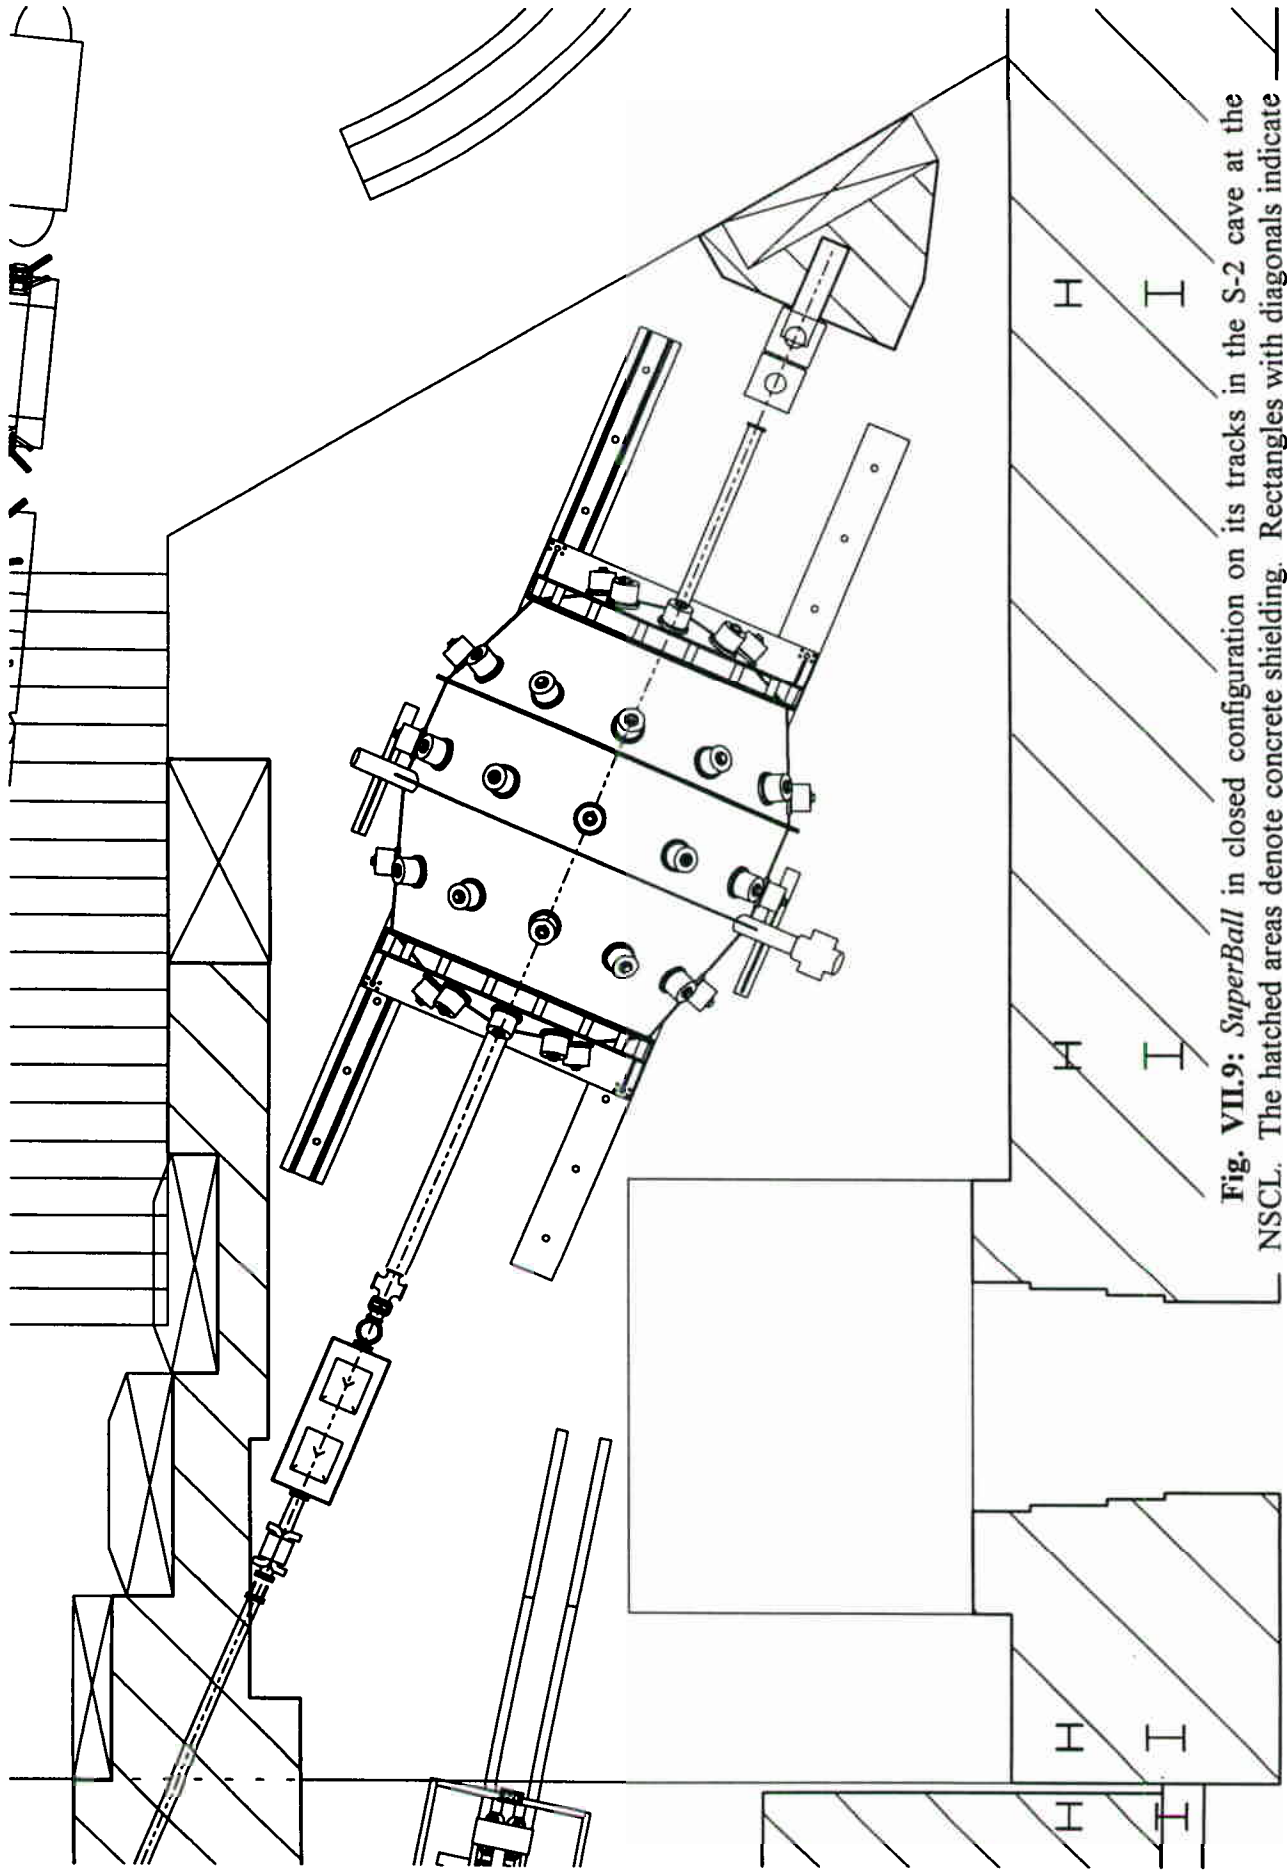 Fig. VII.9: SuperBall in closed configuration on its tracks in the S-2 cave at the
NSCL. The hatched areas denote concrete shielding. Rectangles with diagonals indicate